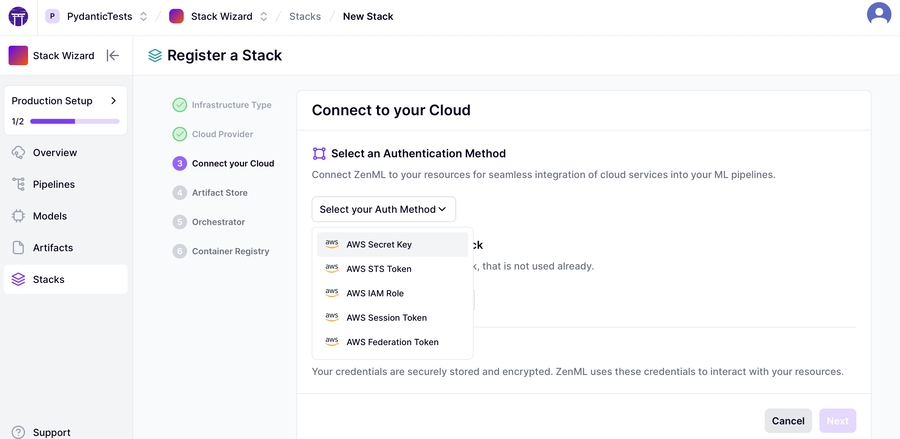 P PydanticTests / Stack Wizard / Stacks / New Stack
Stack Wizard
Register a Stack
Production Setup
1/2
Overview
Pipelines
Models
Artifacts
Stacks
Support
Infrastructure Type
Cloud Provider
3 Connect your Cloud
4 Artifact Store
5 Orchestrator
6 Container Registry
Connect to your Cloud
Select an Authentication Method
Connect ZenML to your resources for seamless integration of cloud services into your ML pipelines.
Select your Auth Method
aws AWS Secret Key
aws AWS STS Token
aws AWS IAM Role
aws AWS Session Token
aws AWS Federation Token
, that is not used already.
Your credentials are securely stored and encrypted. ZenML uses these credentials to interact with your resources.
Cancel
Next